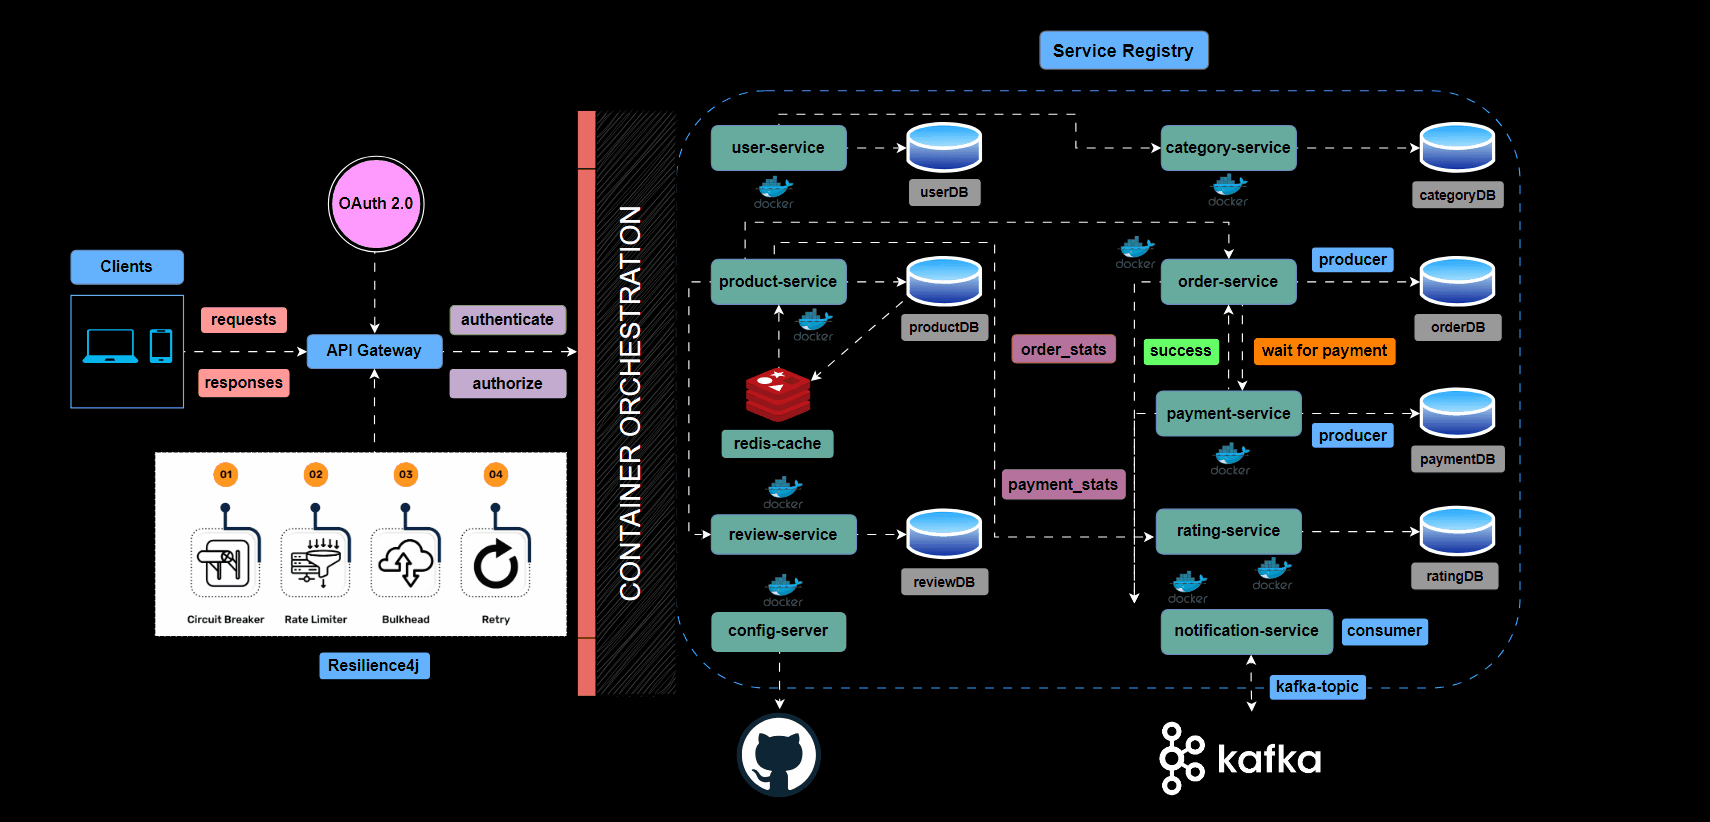 Service Registry
user-service
docker
userDB
category-service
docker
categoryDB
OAuth 2.0
Clients
requests
responses
API Gateway
authenticate
authorize
CONTAINER ORCHESTRATION
product-service
docker
productDB
redis-cache
docker
order-service
producer
orderDB
order_stats
success
wait for payment
payment-service
producer
docker
paymentDB
payment_stats
docker
review-service
reviewDB
rating-service
docker
ratingDB
docker
config-server
docker
notification-service
consumer
kafka-topic
kafka
01
02
03
04
Circuit Breaker
Rate Limiter
Bulkhead
Retry
Resilience4j